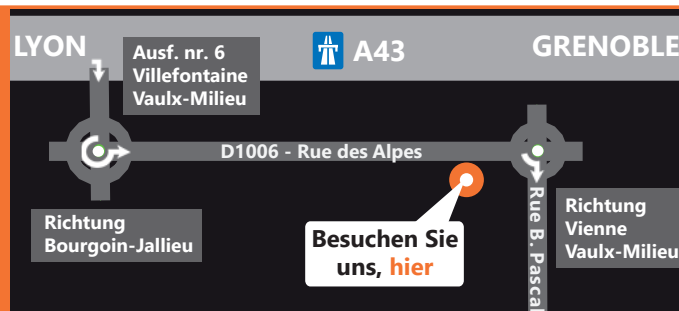 LYON
Ausf. nr. 6
Villefontaine
Vaulx-Milieu
A43
GRENOBLE
D1006 - Rue des Alpes
Richtung
Bourgoin-Jallieu
Besuchen Sie
uns, hier
Rue B. Pascal
Richtung
Vienne
Vaulx-Milieu